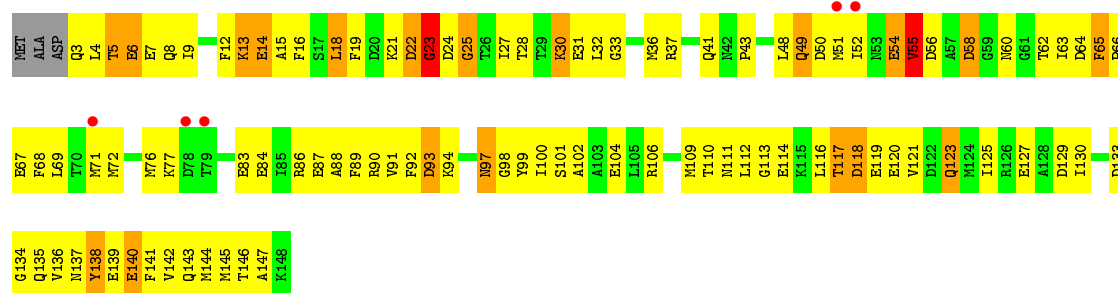 MET ALA ASP Q3 L4 T5 E6 E7 Q8 I9 F12 K13 E14 A15 F16 S17 L18 F19 D20 K21 D22 G23 D24 G25 T26 I27 T28 T29 K30 E31 L32 G33 M36 R37 Q41 N42 P43 L48 Q49 D50 M51 I52 N53 E54 V55 D56 A57 D58 G59 N60 G61 T62 I63 D64 F65 P66
E67 F68 L69 T70 M71 M72 M76 K77 D78 T79 E83 E84 I85 R86 E87 A88 F89 R90 V91 F92 D93 K94 N97 G98 Y99 I100 S101 A102 A103 E104 L105 R106 M109 T110 N111 L112 G113 E114 K115 L116 T117 D118 E119 E120 V121 D122 Q123 M124 I125 R126 E127 A128 D129 I130 D133
G134 Q135 V136 N137 Y138 E139 E140 F141 V142 Q143 M144 M145 T146 A147 K148